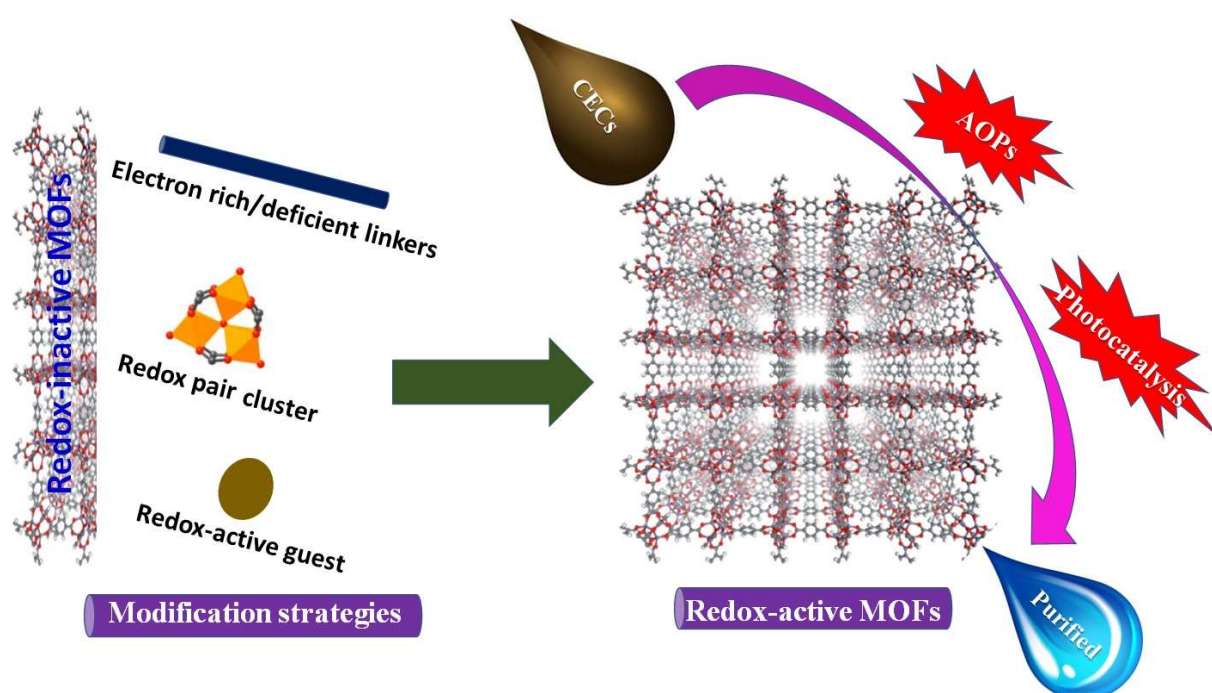 Redox-inactive MOFs
Electron rich/deficient linkers
Redox pair cluster
Redox-active guest
Modification strategies
CECs
AOPs
Photocatalysis
Redox-active MOFs
Purified